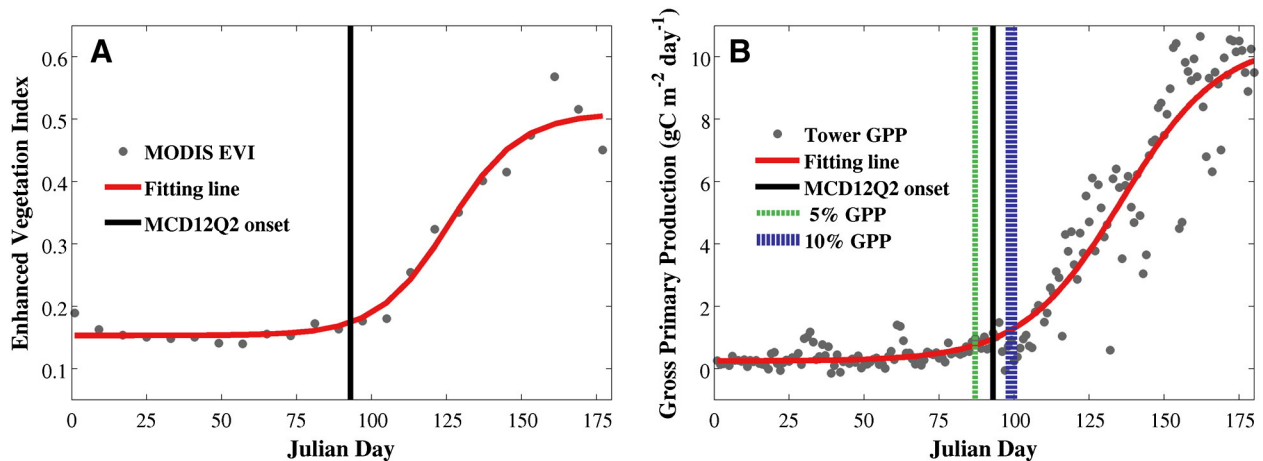 A
Enhanced Vegetation Index
0.6
0.5
0.4
0.3
0.2
0.1
MODIS EVI
Fitting line
MCD12Q2 onset
0 25 50 75 100 125 150 175
Julian Day
B
Gross Primary Production (gC m-2 day-1)
10
8
6
4
2
0
Tower GPP
Fitting line
MCD12Q2 onset
5% GPP
10% GPP
0 25 50 75 100 125 150 175
Julian Day